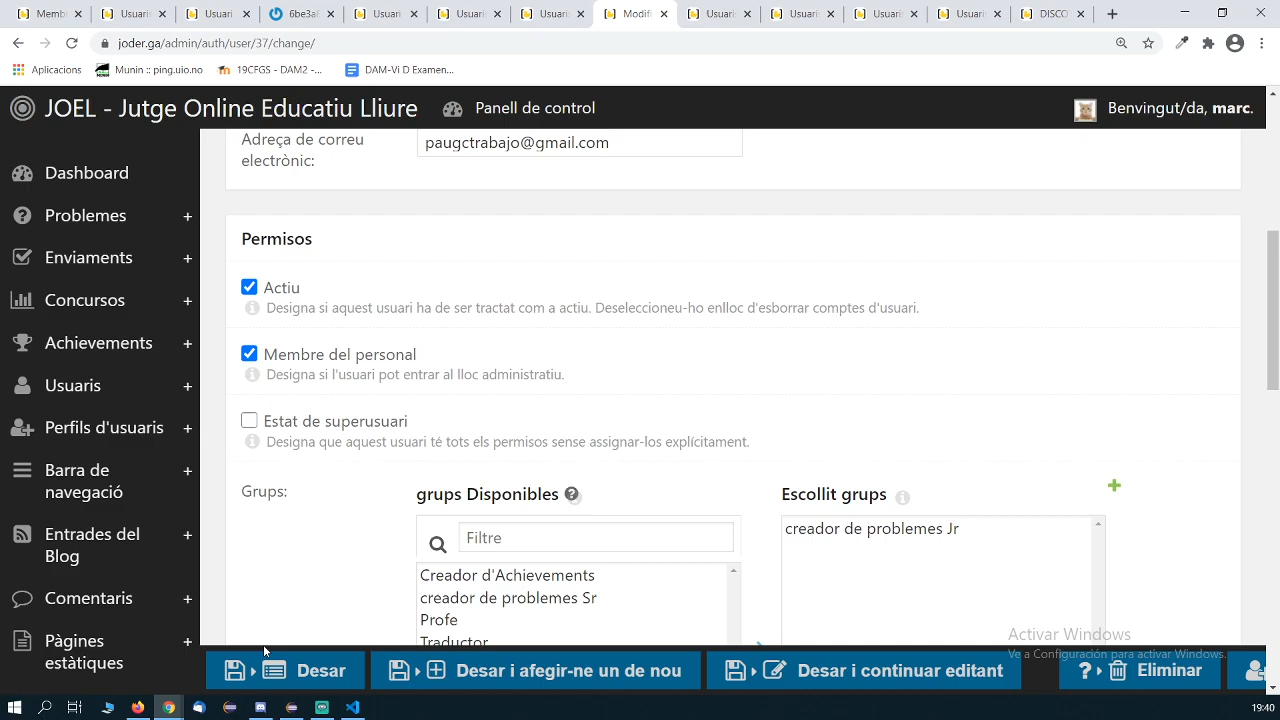 Memb
Usuari
Usuari
6be3a
Usuari
Usuari
Usuari
Modifi
Usuari
Usuari
Usuari
Usuari
DISCO
joder.ga/admin/auth/user/37/change/
Aplicacions
Munin :: ping.uio.no
19CFGS - DAM2 -...
DAM-Vi D Examen...
JOEL - Jutge Online Educatiu Lliure
Panell de control
Benvingut/da, marc.
Dashboard
Problemes +
Enviaments +
Concursos +
Achievements +
Usuaris +
Perfils d'usuaris +
Barra de +
navegació
Entrades del +
Blog
Comentaris +
Pàgines +
estàtiques
Adreça de correu
electrònic:
paugctrabajo@gmail.com
Permisos
Actiu
Designa si aquest usuari ha de ser tractat com a actiu. Deseleccioneu-ho enlloc d'esborrar comptes d'usuari.
Membre del personal
Designa si l'usuari pot entrar al lloc administratiu.
Estat de superusuari
Designa que aquest usuari té tots els permisos sense assignar-los explícitament.
Grups:
grups Disponibles
Filtre
Creador d'Achievements
creador de problemes Sr
Profe
Traductor
Escollit grups
creador de problemes Jr
Activar Windows
Ve a Configuración para activar Windows.
Desar
Desar i afegir-ne un de nou
Desar i continuar editant
Eliminar
19:40